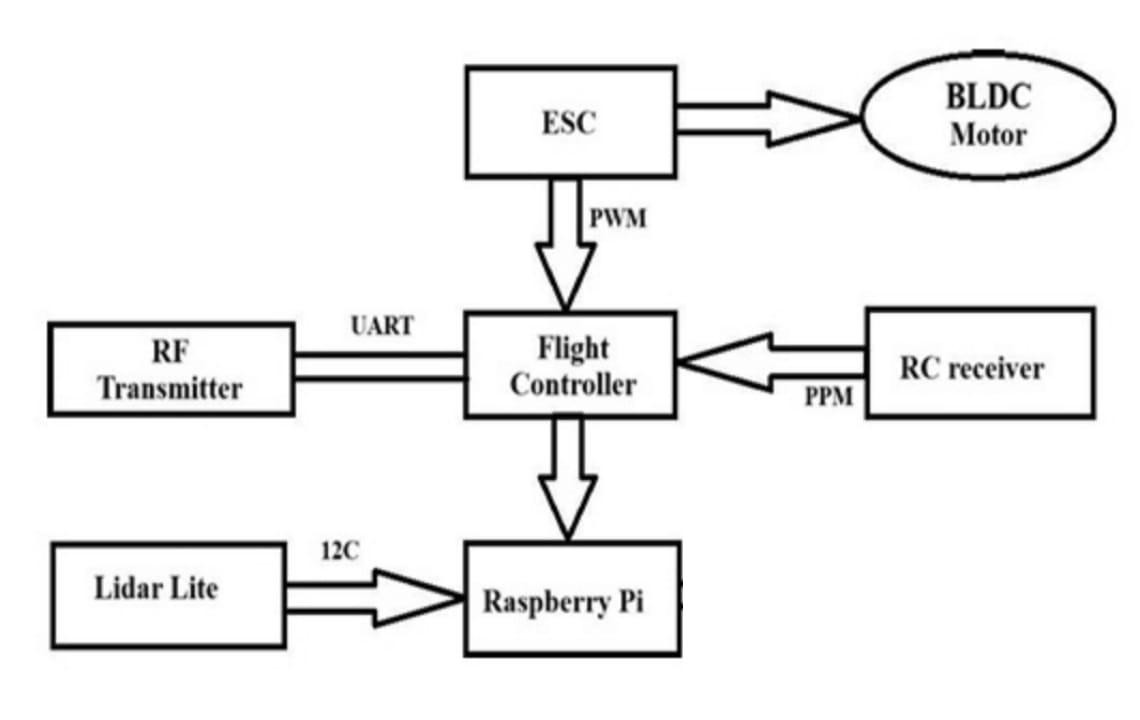 ESC
BLDC
Motor
PWM
RF
Transmitter
UART
Flight
Controller
RC receiver
PPM
Lidar Lite
12C
Raspberry Pi